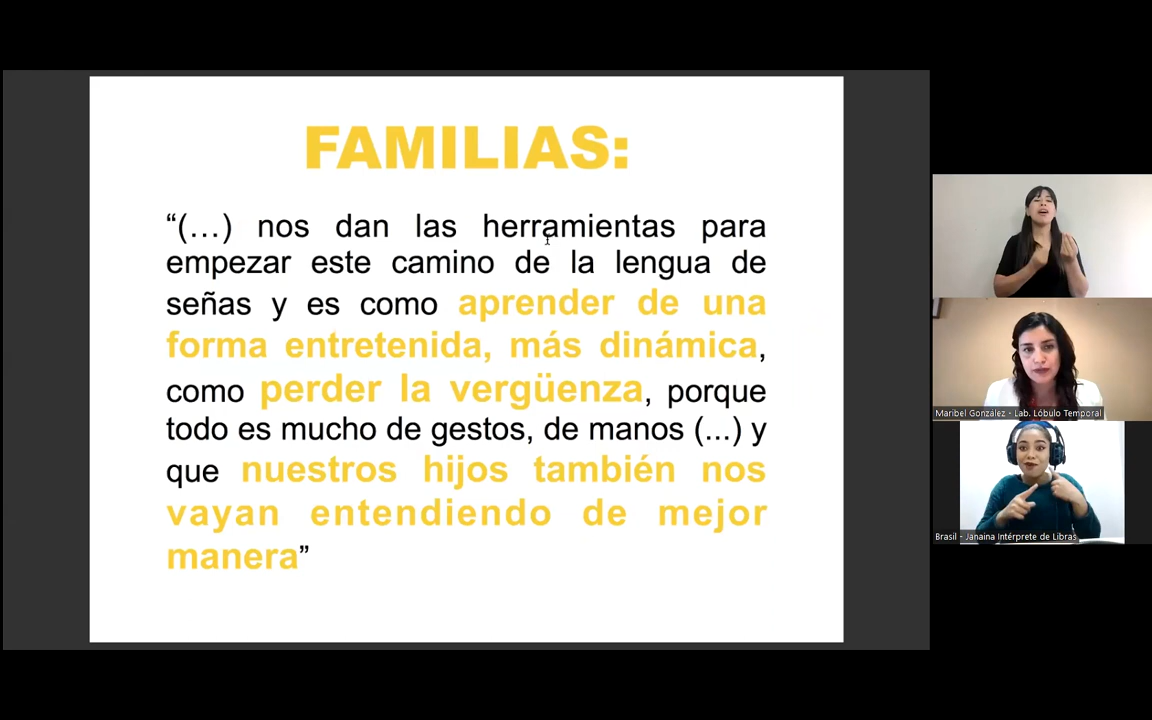 FAMILIAS:
“(…) nos dan las herramientas para
empezar este camino de la lengua de
señas y es como aprender de una
forma entretenida, más dinámica,
como perder la vergüenza, porque
todo es mucho de gestos, de manos (...) y
que nuestros hijos también nos
vayan entendiendo de mejor
manera”
Maribel González - Lab. Lóbulo Temporal
Brasil - Janaina Intérprete de Libras